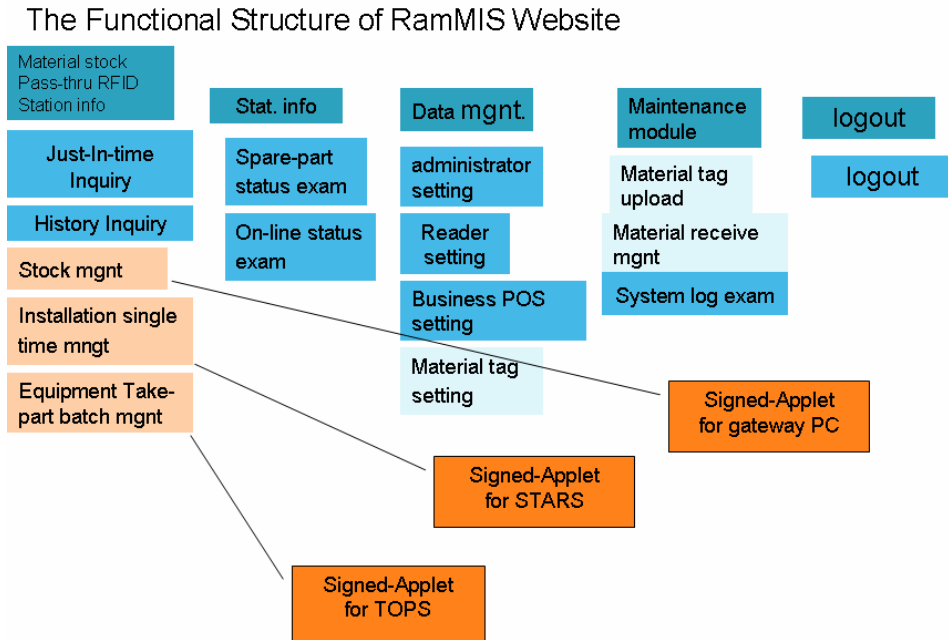 The Functional Structure of RamMIS Website
Material stock
Pass-thru RFID
Station info
Just-In-time
Inquiry
History Inquiry
Stock mgnt
Installation single
time mngt
Equipment Take-
part batch mgnt
Stat. info
Spare-part
status exam
On-line status
exam
Data mgnt.
administrator
setting
Reader
setting
Business POS
setting
Material tag
setting
Maintenance
module
Material tag
upload
Material receive
mgnt
System log exam
logout
logout
Signed-Applet
for gateway PC
Signed-Applet
for STARS
Signed-Applet
for TOPS